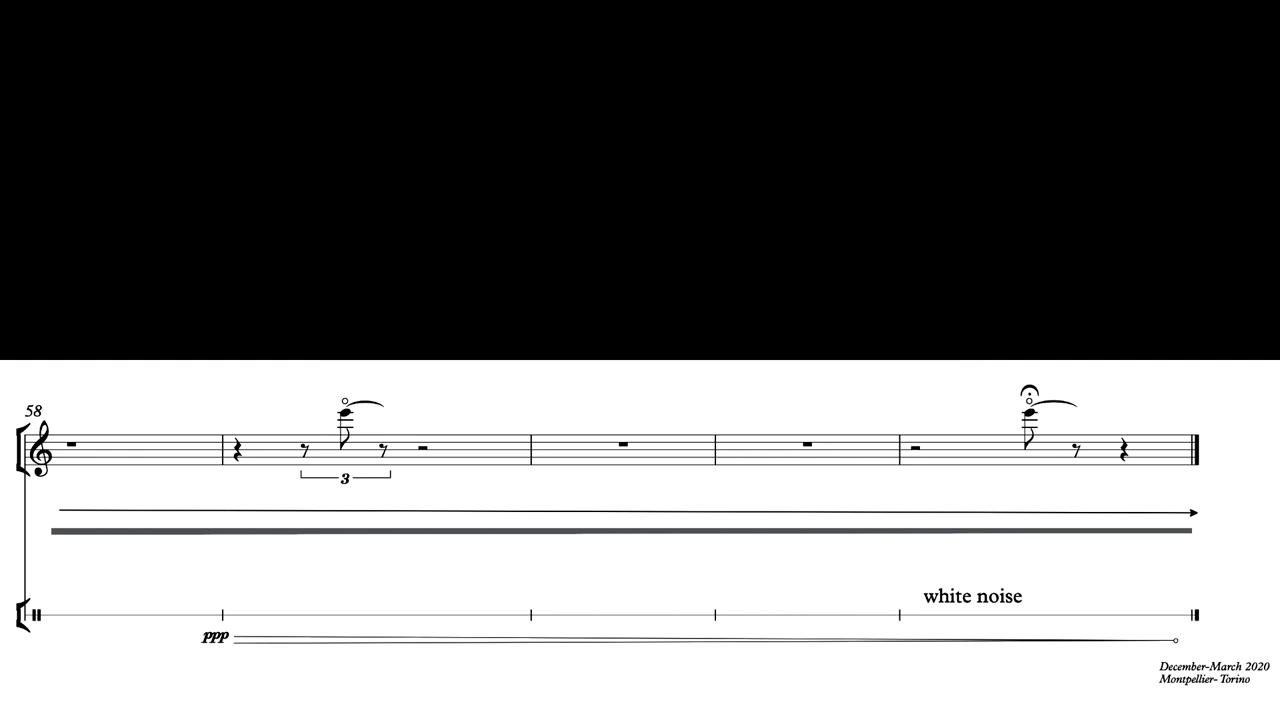 58
3
white noise
ppp
December-March 2020
Montpellier- Torino